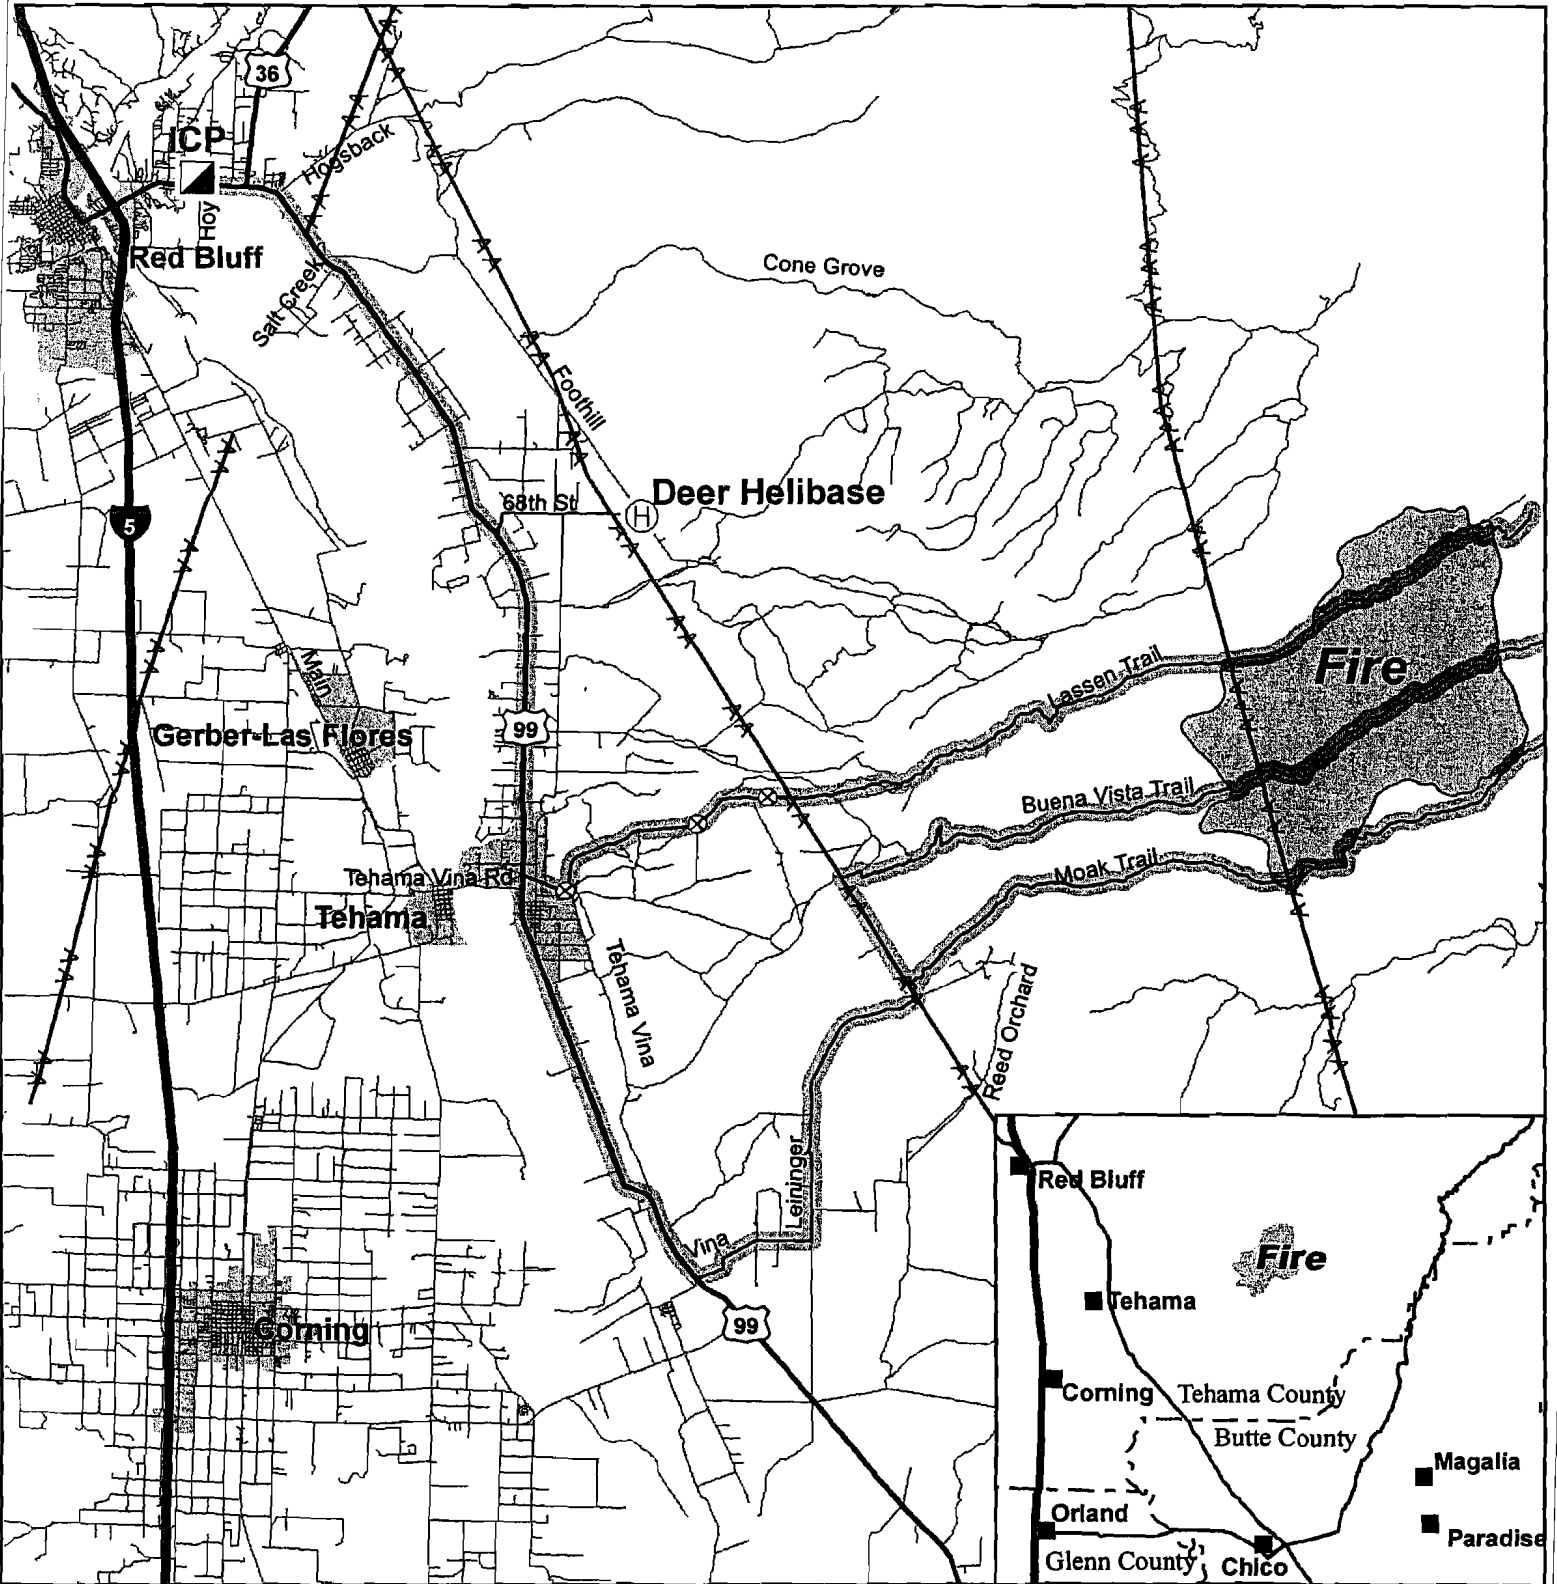 36
ICP
Hogsback
Hoy
Red Bluff
Salt Creek
Cone Grove
Foothill
Deer Helibase
68th St
H
5
Main
Fire
Lassen Trail
99
Gerber-Las Flores
Buena Vista Trail
Moak Trail
Tehama Vina Rd
Tehama
Tehama Vina
Reed Orchard
Leininger
Vina
99
Corning
Red Bluff
Fire
Tehama
Corning
Tehama County
Butte County
Magalia
Orland
Paradise
Glenn County
Chico